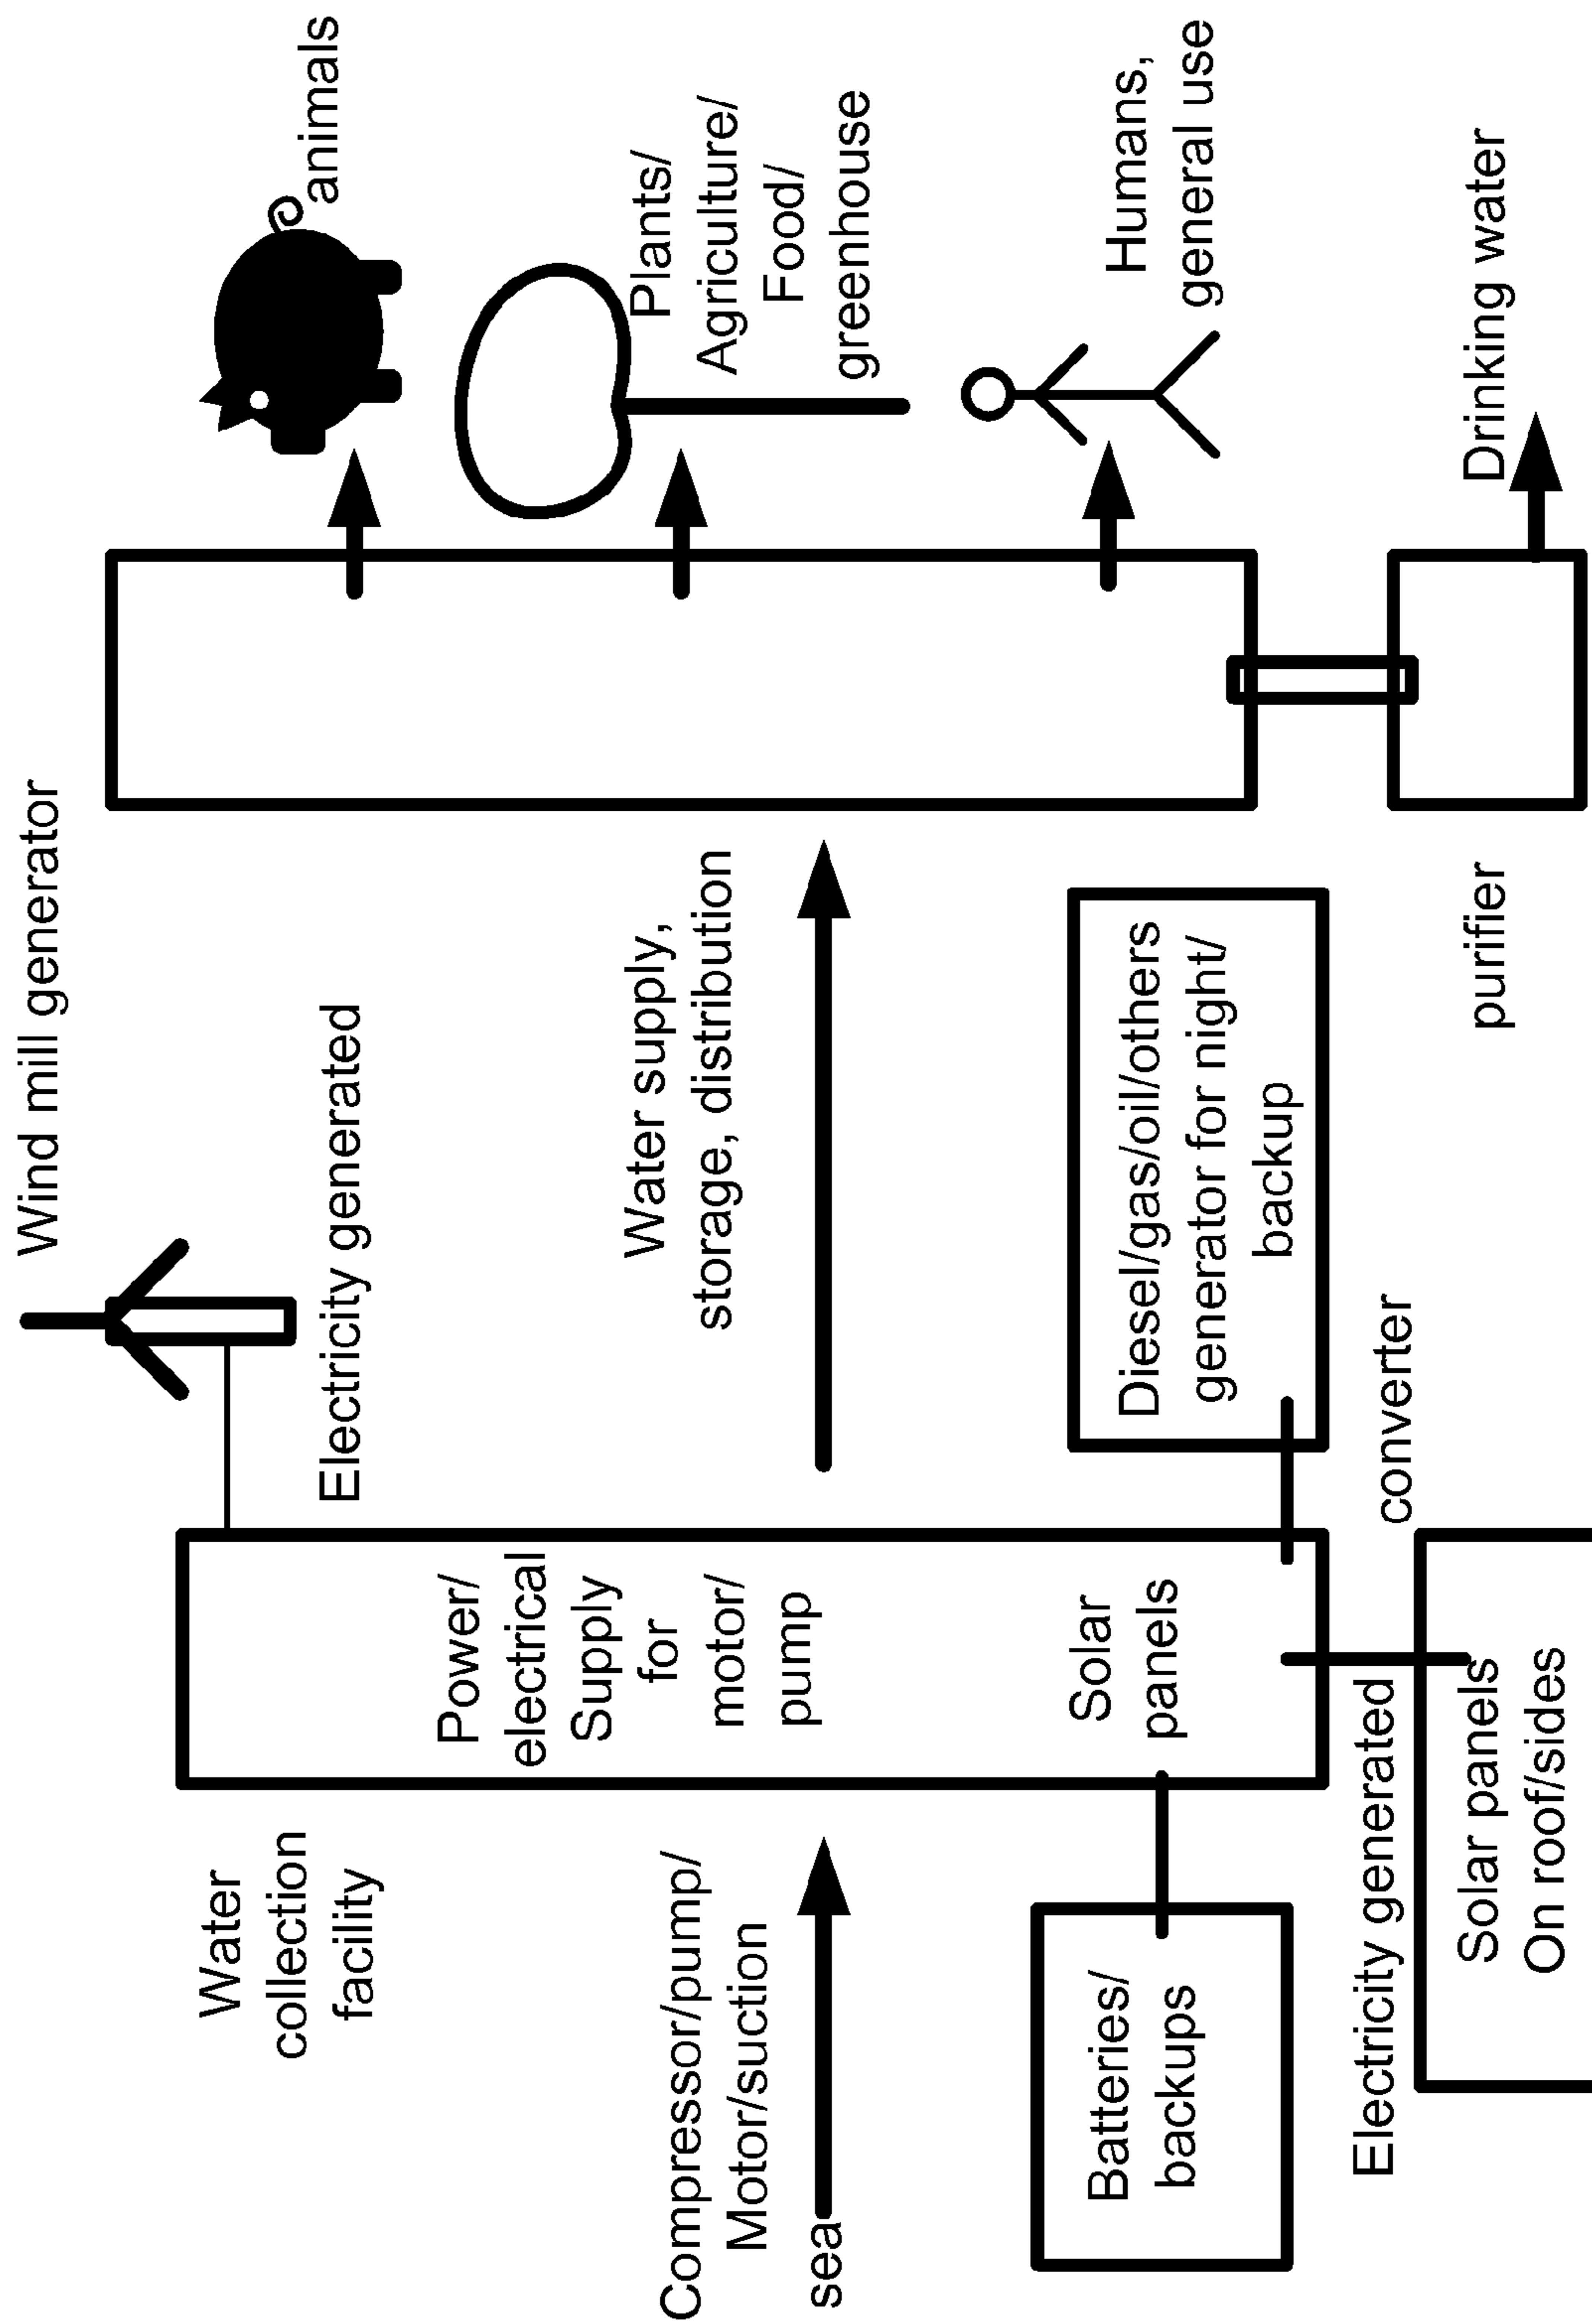 Wind mill generator
Water
collection
facility
Electricity generated
animals
Compressor/pump/
Motor/suction
sea
Power/
electrical
Supply
for
motor/
pump
Water supply,
storage, distribution
Plants/
Agriculture/
Food/
greenhouse
Humans,
general use
Batteries/
backups
Solar
panels
Diesel/gas/oil/others
generator for night/
backup
Electricity generated
converter
Solar panels
On roof/sides
purifier
Drinking water